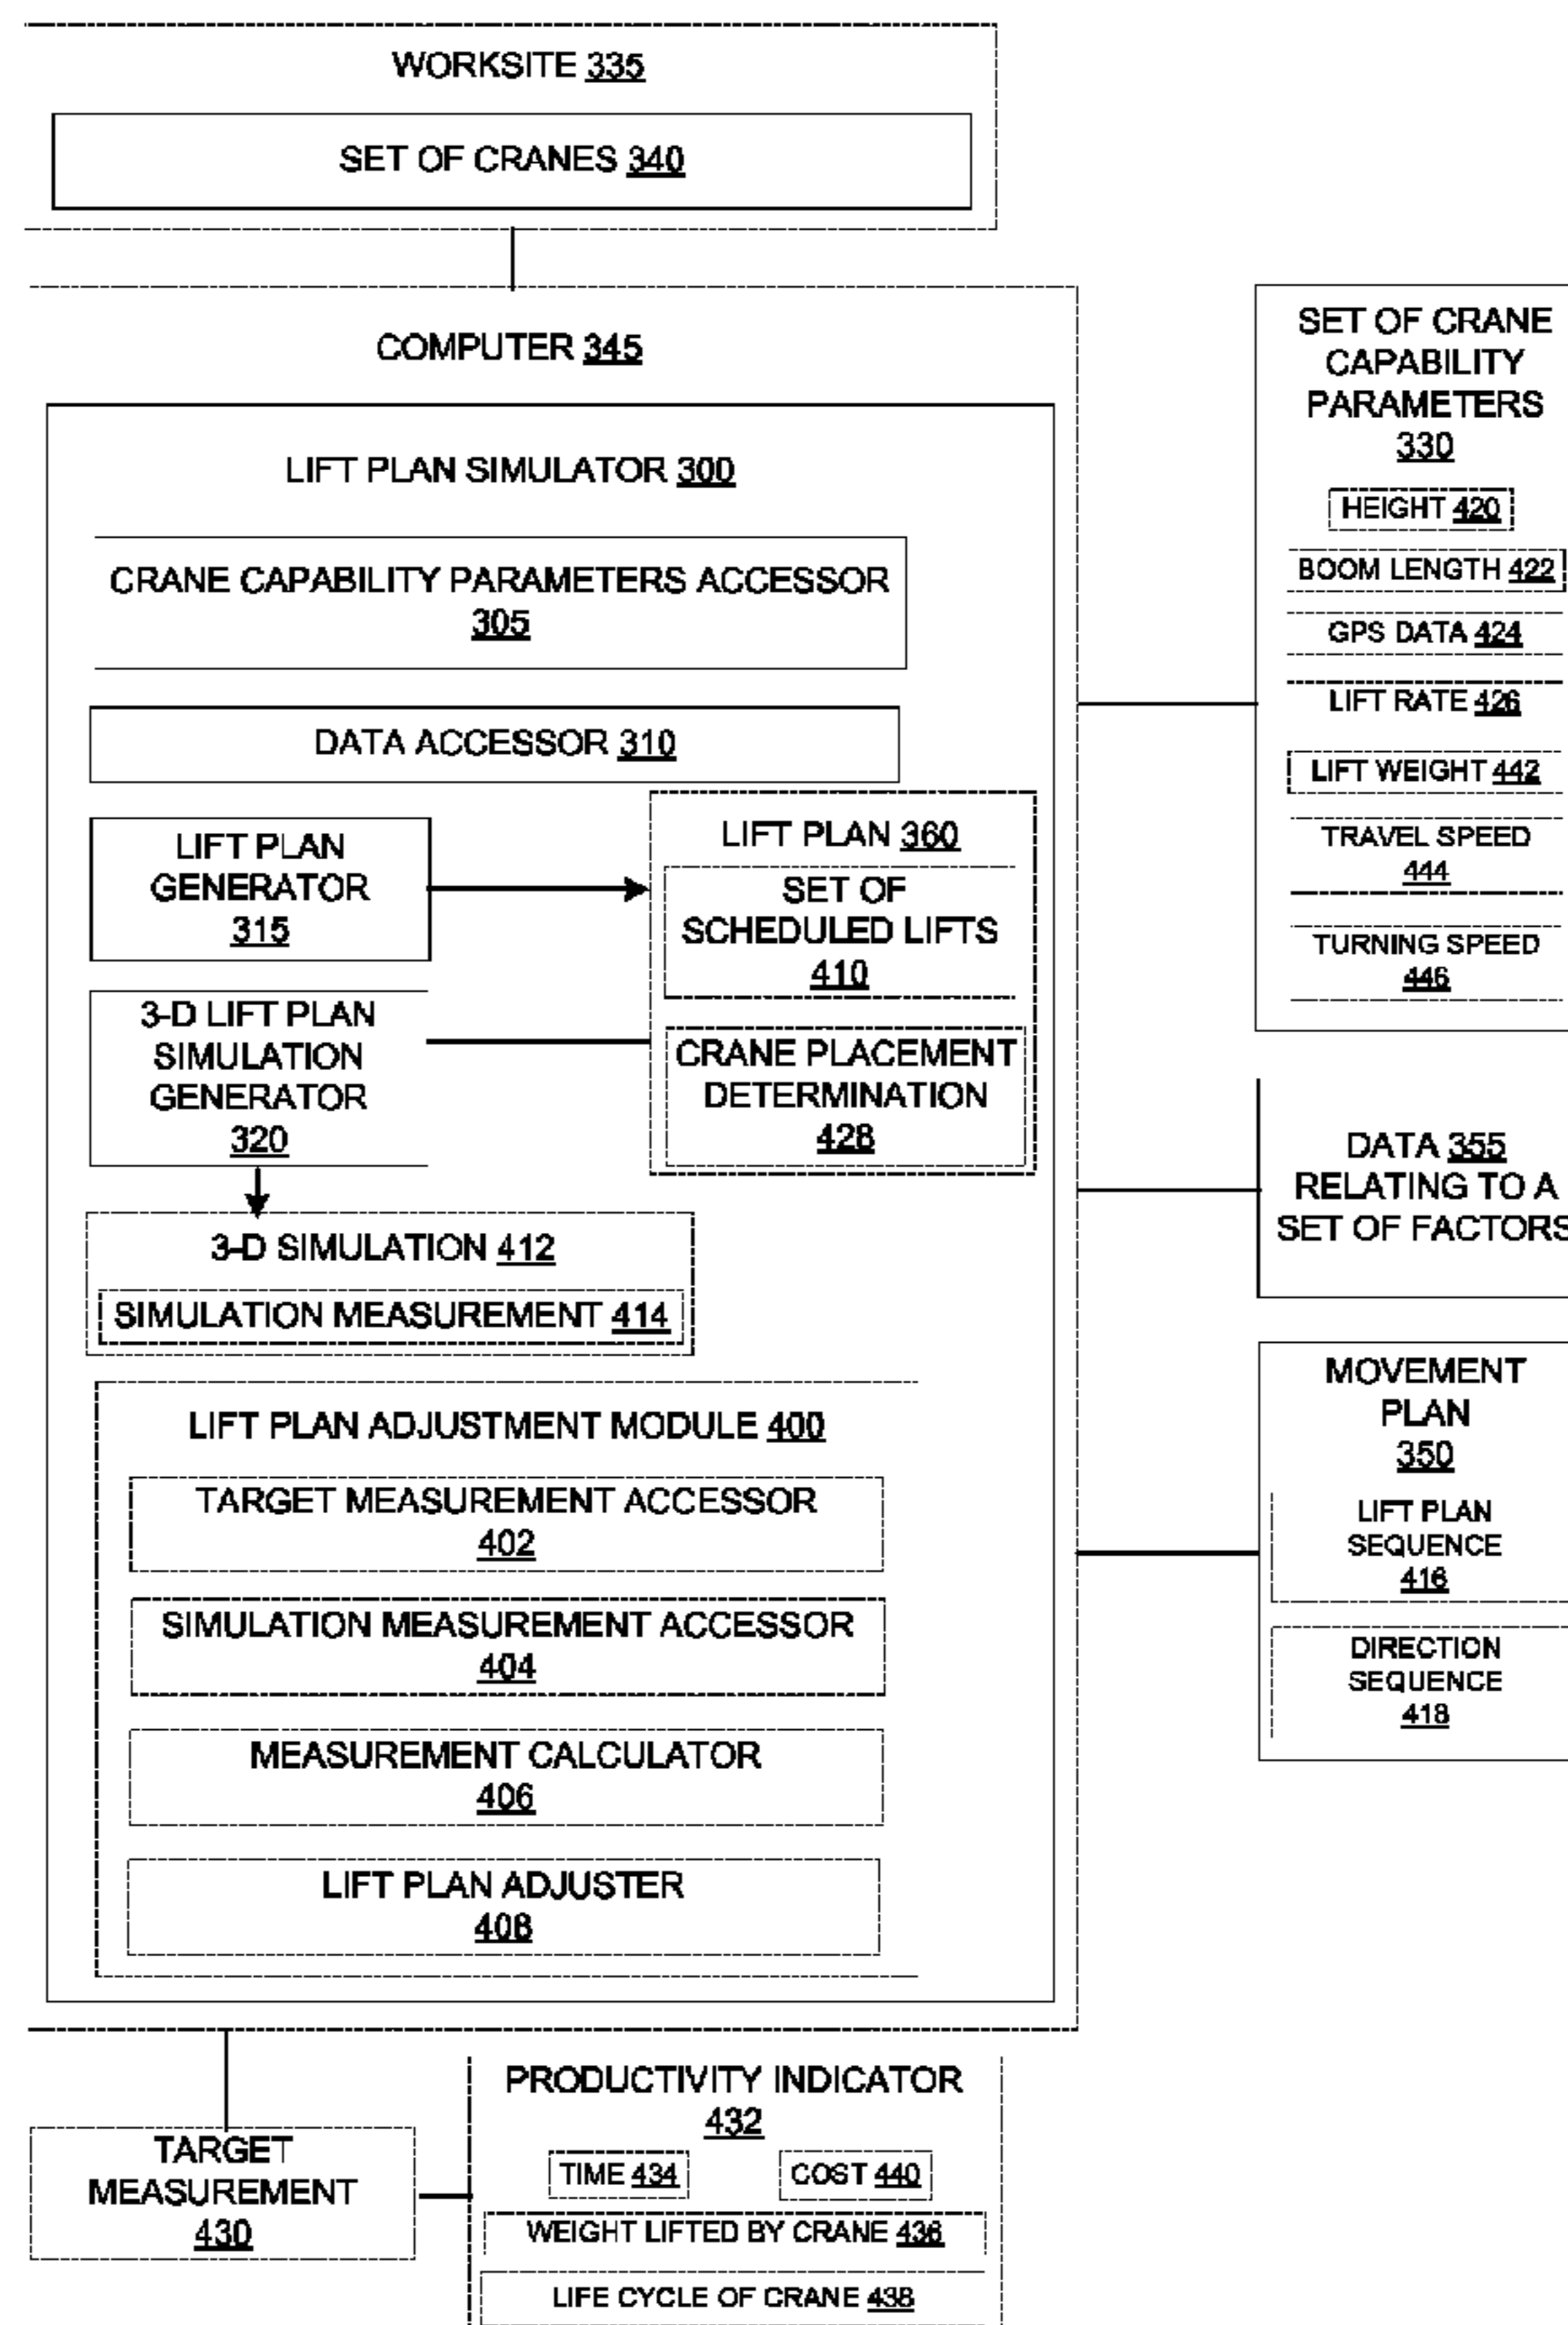 WORKSITE 335
SET OF CRANES 340
COMPUTER 345
LIFT PLAN SIMULATOR 300
CRANE CAPABILITY PARAMETERS ACCESSOR
305
DATA ACCESSOR 310
LIFT PLAN
GENERATOR
315
LIFT PLAN 360
SET OF
SCHEDULED LIFTS
410
CRANE PLACEMENT
DETERMINATION
428
3-D LIFT PLAN
SIMULATION
GENERATOR
320
3-D SIMULATION 412
SIMULATION MEASUREMENT 414
LIFT PLAN ADJUSTMENT MODULE 400
TARGET MEASUREMENT ACCESSOR
402
SIMULATION MEASUREMENT ACCESSOR
404
MEASUREMENT CALCULATOR
406
LIFT PLAN ADJUSTER
408
SET OF CRANE
CAPABILITY
PARAMETERS
330
HEIGHT 420
BOOM LENGTH 422
GPS DATA 424
LIFT RATE 426
LIFT WEIGHT 442
TRAVEL SPEED
444
TURNING SPEED
446
DATA 355
RELATING TO A
SET OF FACTORS
MOVEMENT
PLAN
350
LIFT PLAN
SEQUENCE
416
DIRECTION
SEQUENCE
418
TARGET
MEASUREMENT
430
PRODUCTIVITY INDICATOR
432
TIME 434
COST 440
WEIGHT LIFTED BY CRANE 436
LIFE CYCLE OF CRANE 438